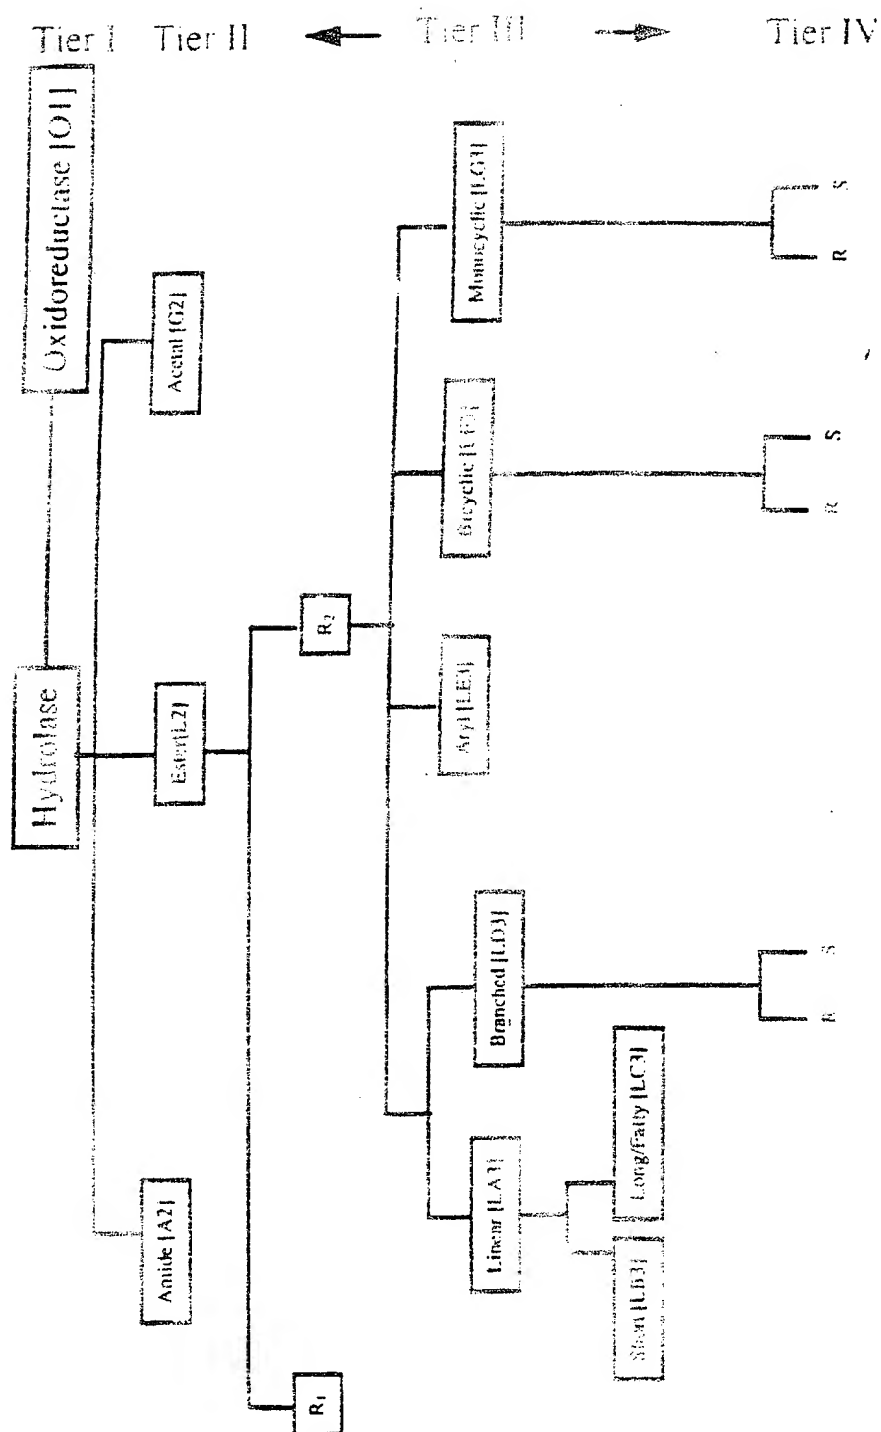 Tier I
Tier II
Tier III
Tier IV
Oxidoreductase [O1]
Hydrolase
Amide [A2]
Ester[L2]
Acetal [G2]
R₁
R₂
Linear [LA3]
Branched [LD3]
Aryl [LE3]
Bicyclic
Monocyclic [LG3]
Short [LB3]
Long/Fatty [LC3]
R
S
R
S
R
S